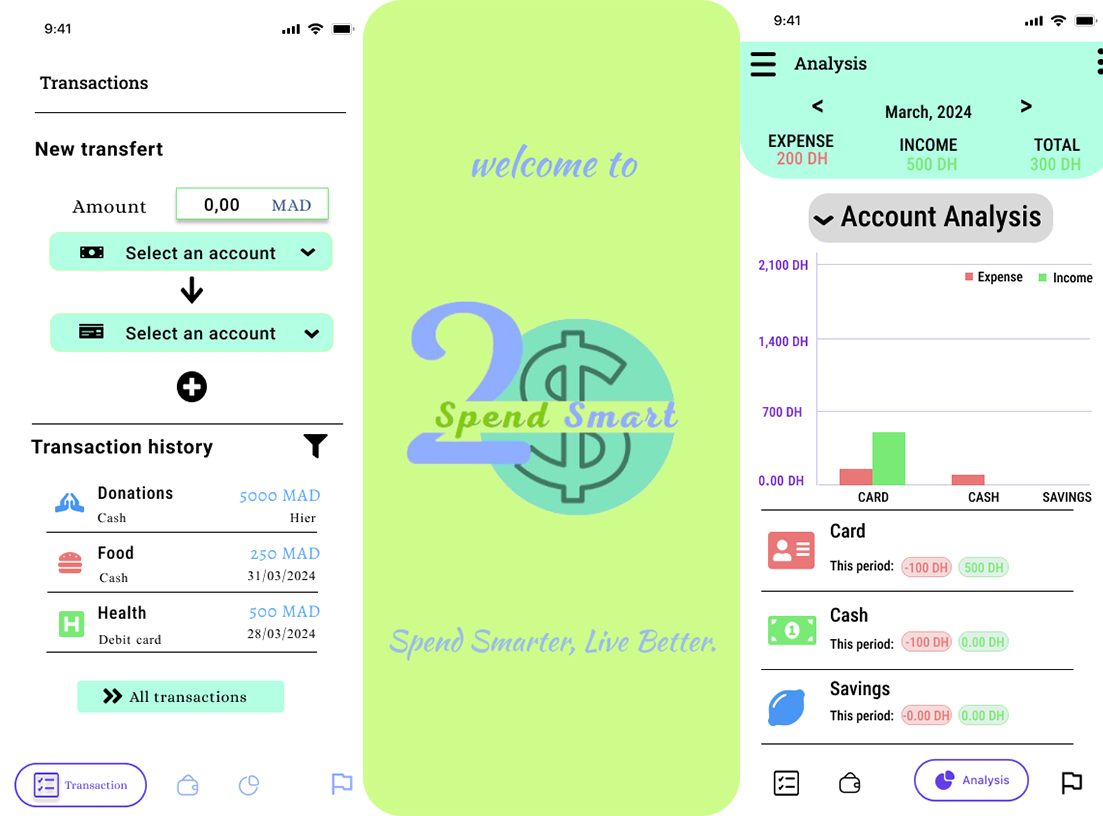 9:41
Transactions
New transfert
Amount 0,00 MAD
Select an account
Select an account
Transaction history
Donations 5000 MAD
Cash Hier
Food 250 MAD
Cash 31/03/2024
Health 500 MAD
Debit card 28/03/2024
All transactions
Transaction
welcome to
20
$
Spend Smart
Spend Smarter, Live Better.
9:41
Analysis
< March, 2024 >
EXPENSE INCOME TOTAL
200 DH 500 DH 300 DH
Account Analysis
2,100 DH
Expense Income
1,400 DH
700 DH
0.00 DH
CARD CASH SAVINGS
Card
This period: -100 DH 500 DH
Cash
1
This period: -100 DH 0.00 DH
Savings
This period: -0.00 DH 0.00 DH
Analysis
H